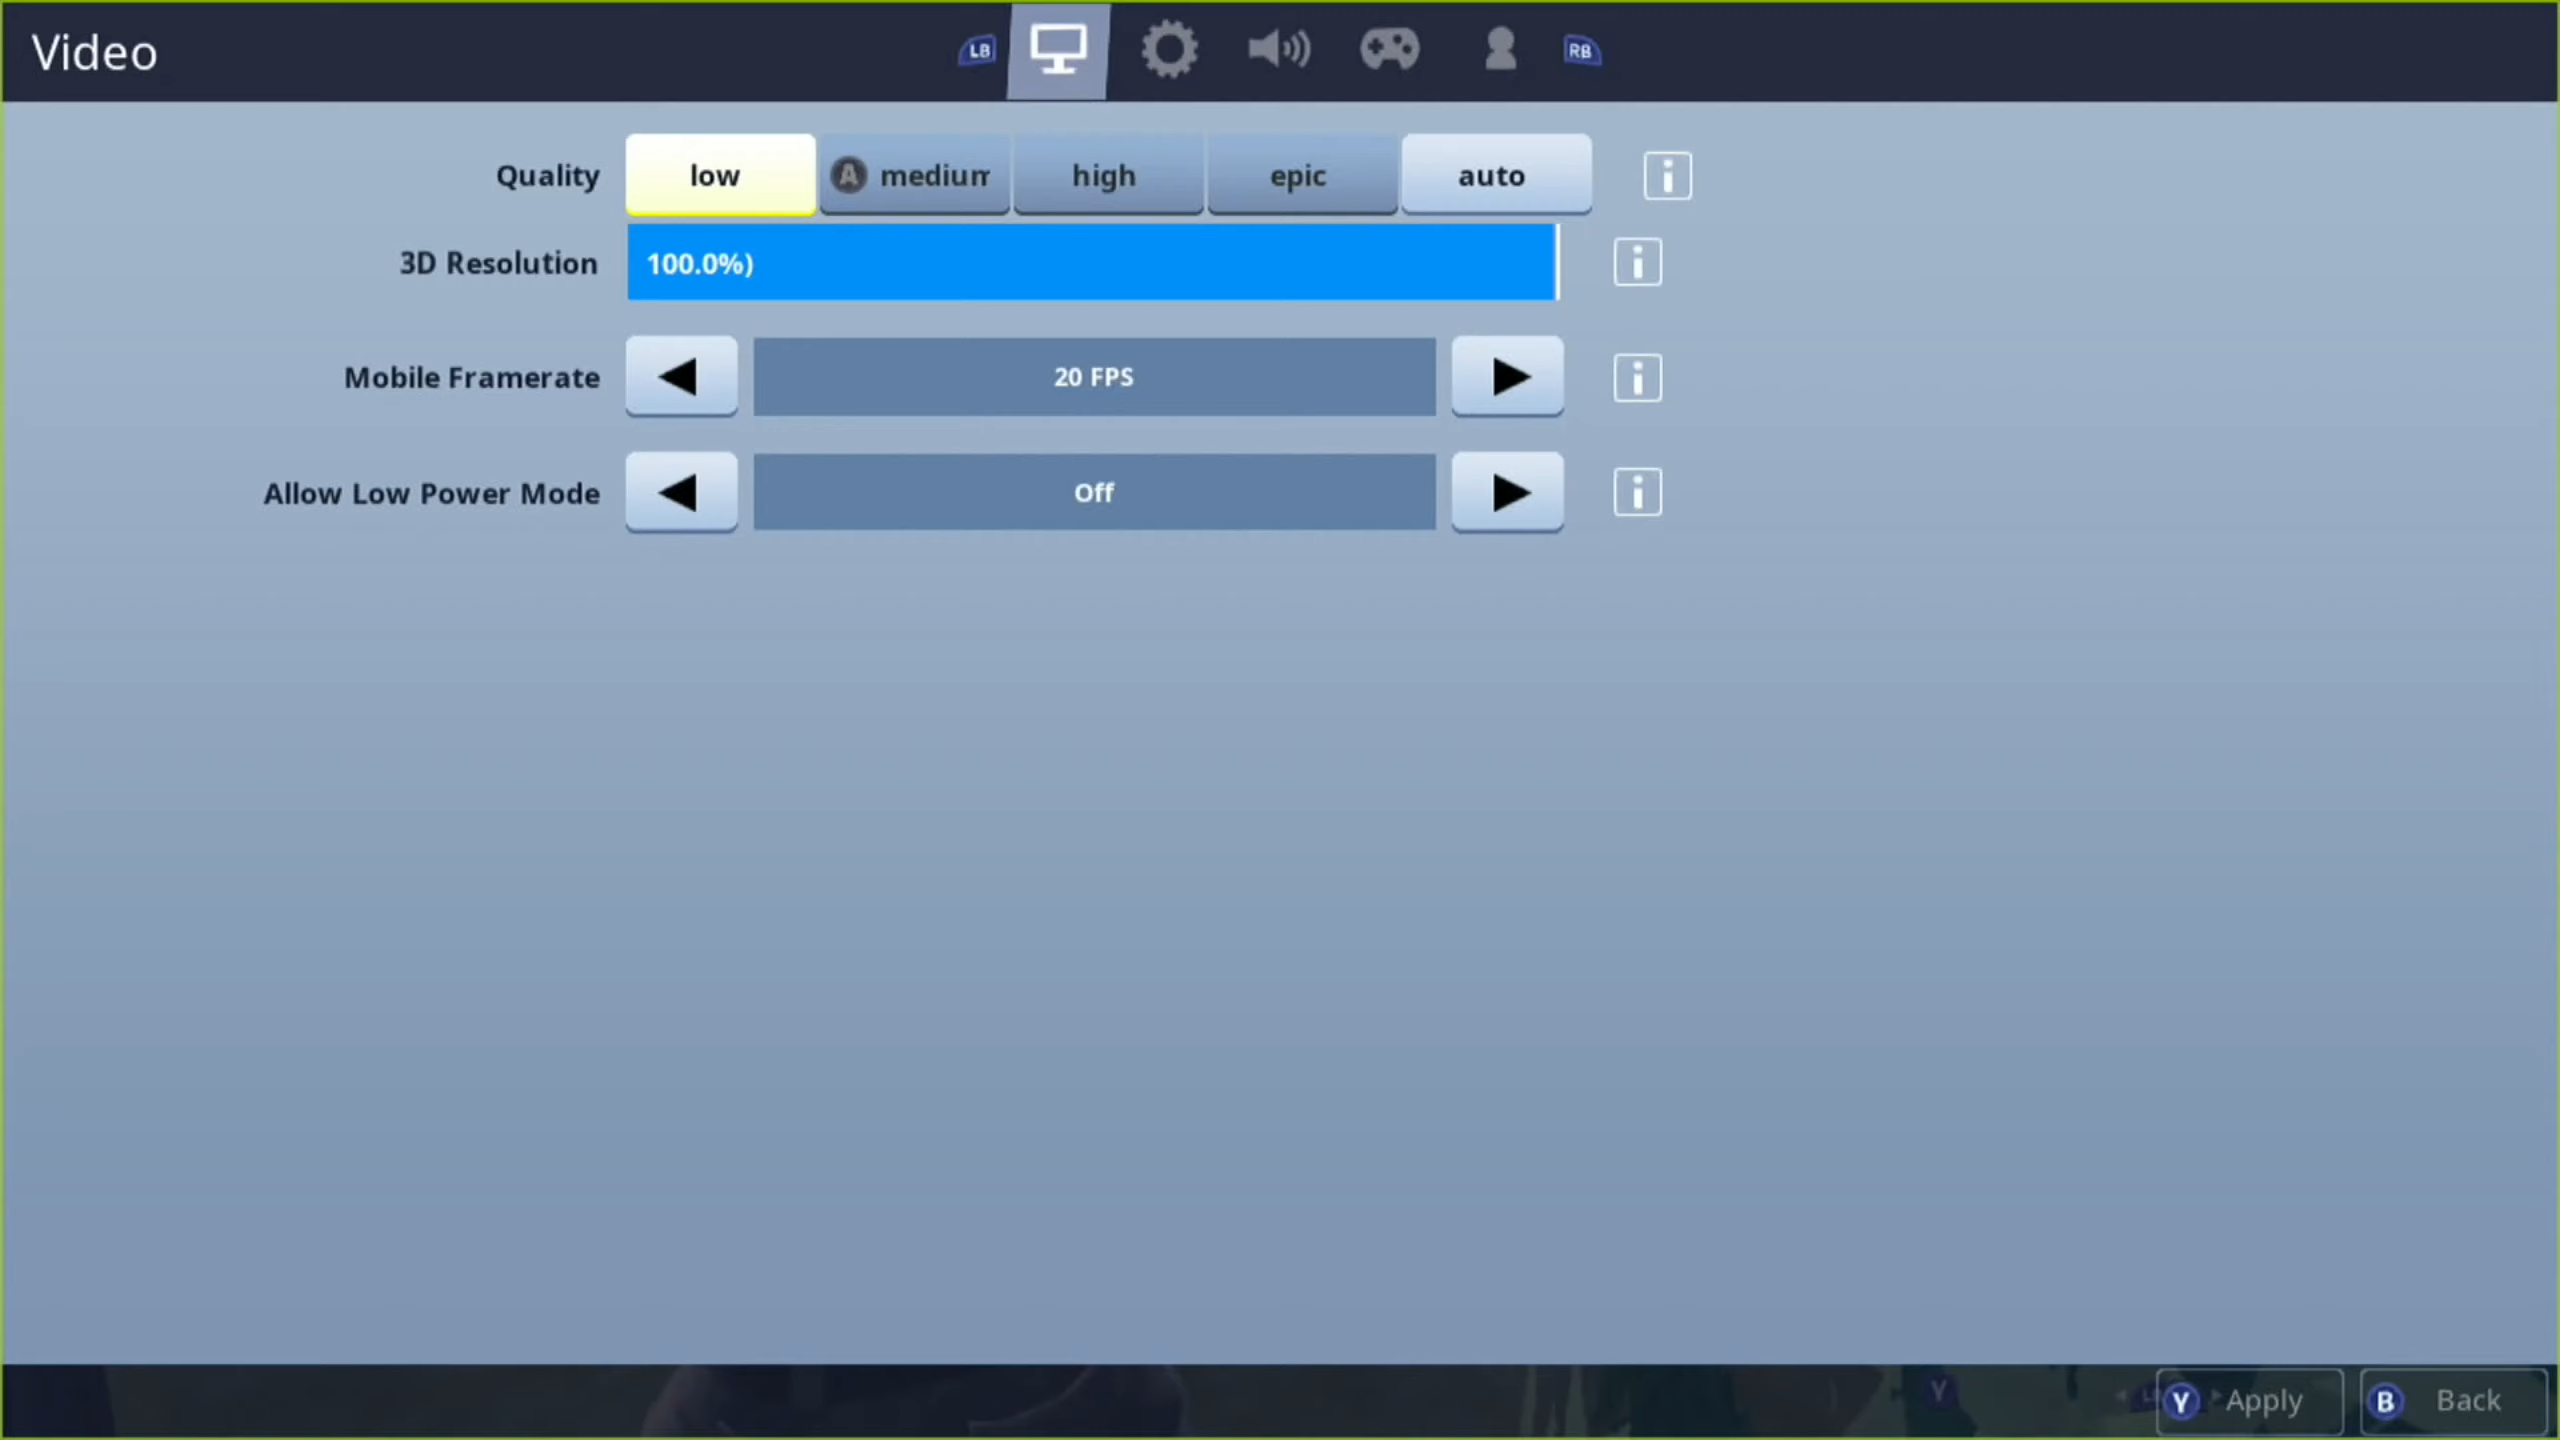 Video
LB
RB
Quality
low
A mediun
high
epic
auto
3D Resolution
100.0%)
Mobile Framerate
20 FPS
Allow Low Power Mode
Off
Y
Y Apply
B Back